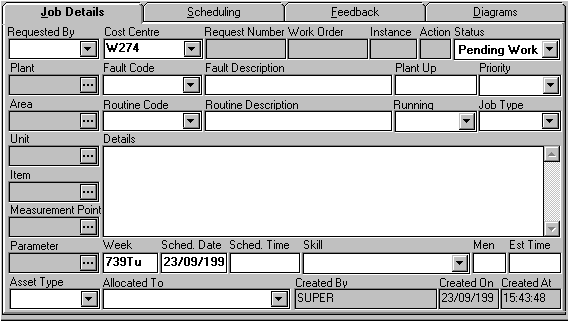 Job Details Scheduling Feedback Diagrams
Requested By Cost Centre Request Number Work Order Instance Action Status
W274 Pending Work
Plant Fault Code Fault Description Plant Up Priority
Area Routine Code Routine Description Running Job Type
Unit Details
Item
Measurement Point
Parameter Week Sched. Date Sched. Time Skill Men Est Time
739Tu 23/09/199
Asset Type Allocated To Created By Created On Created At
SUPER 23/09/199 15:43:48